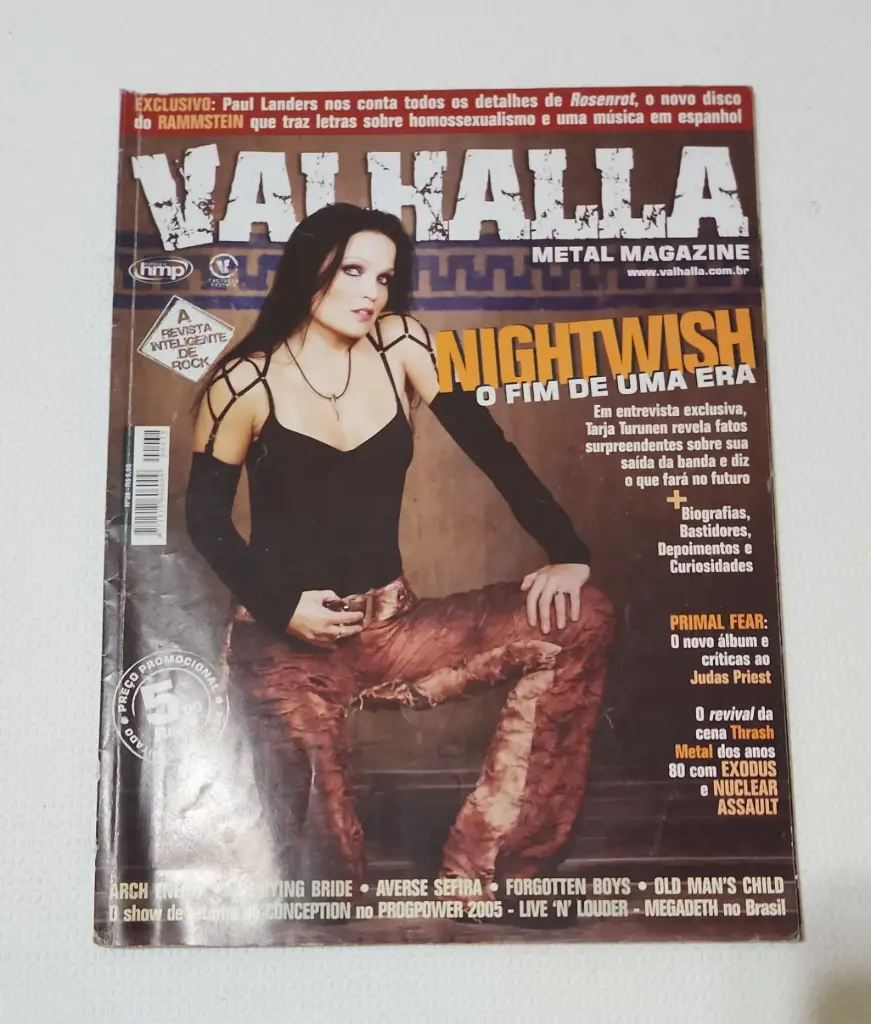 EXCLUSIVO: Paul Landers nos conta todos os detalhes de Rosenrot, o novo disco
do RAMMSTEIN que traz letras sobre homossexualismo e uma música em espanhol
VALHALLA
METAL MAGAZINE
www.valhalla.com.br
hmp
A
REVISTA
INTELIGENTE
DE
ROCK
NIGHTWISH
O FIM DE UMA ERA
Em entrevista exclusiva,
Tarja Turunen revela fatos
surpreendentes sobre sua
saída da banda e diz
o que fará no futuro
+
Biografias,
Bastidores,
Depoimentos e
Curiosidades
PRIMAL FEAR:
O novo álbum e
críticas ao
Judas Priest
O revival da
cena Thrash
Metal dos anos
80 com EXODUS
e NUCLEAR
ASSAULT
PREÇO PROMOCIONAL
5
ARCH DYING BRIDE • AVERSE SEFIRA • FORGOTTEN BOYS • OLD MAN'S CHILD
O show de retorno do CONCEPTION no PROGPOWER 2005 - LIVE 'N' LOUDER - MEGADETH no Brasil